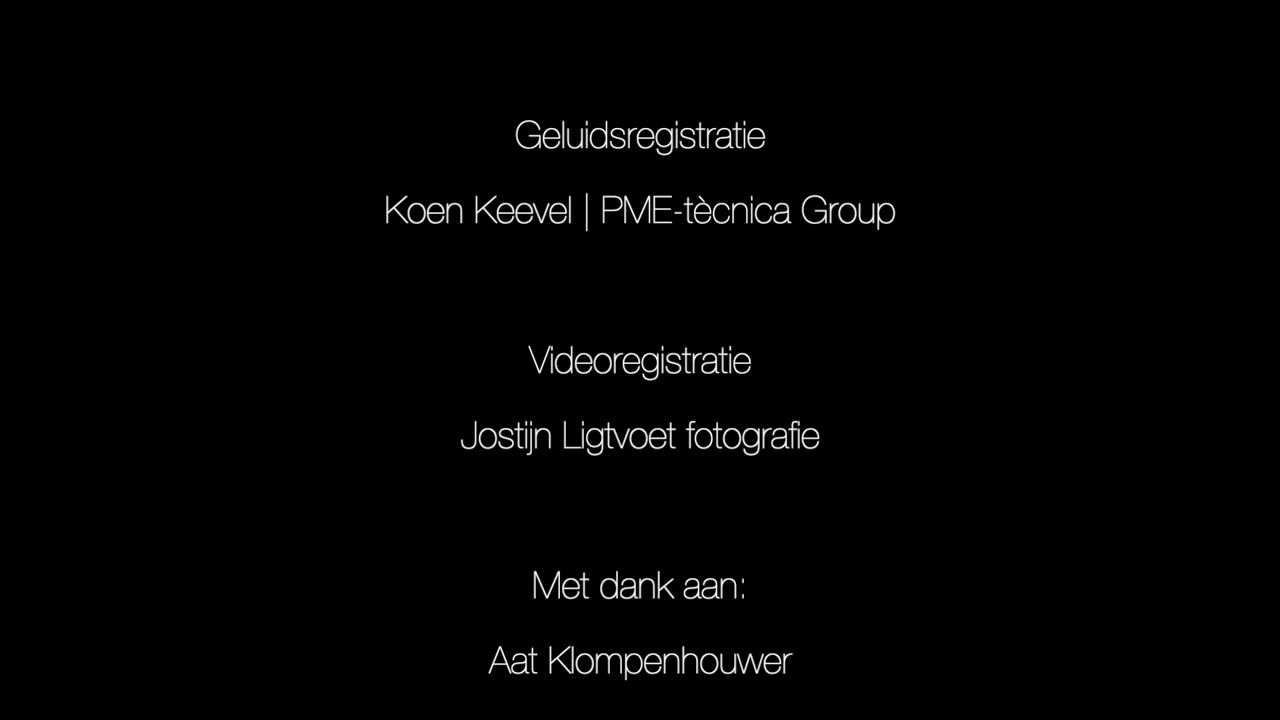 Geluidsregistratie
Koen Keevel | PME-tècnica Group
Videoregistratie
Jostijn Ligtvoet fotografie
Met dank aan:
Aat Klompenhouwer